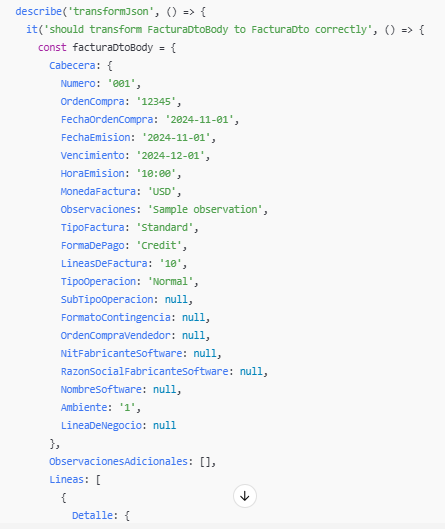 describe('transformJson', () => {
it('should transform FacturaDtoBody to FacturaDto correctly', () => {
const facturaDtoBody = {
Cabecera: {
Numero: '001',
OrdenCompra: '12345',
FechaOrdenCompra: '2024-11-01',
FechaEmision: '2024-11-01',
Vencimiento: '2024-12-01',
HoraEmision: '10:00',
MonedaFactura: 'USD',
Observaciones: 'Sample observation',
TipoFactura: 'Standard',
FormaDePago: 'Credit',
LineasDeFactura: '10',
TipoOperacion: 'Normal',
SubTipoOperacion: null,
FormatoContingencia: null,
OrdenCompraVendedor: null,
NitFabricanteSoftware: null,
RazonSocialFabricanteSoftware: null,
NombreSoftware: null,
Ambiente: '1',
LineaDeNegocio: null
},
ObservacionesAdicionales: [],
Lineas: [
{
Detalle: {